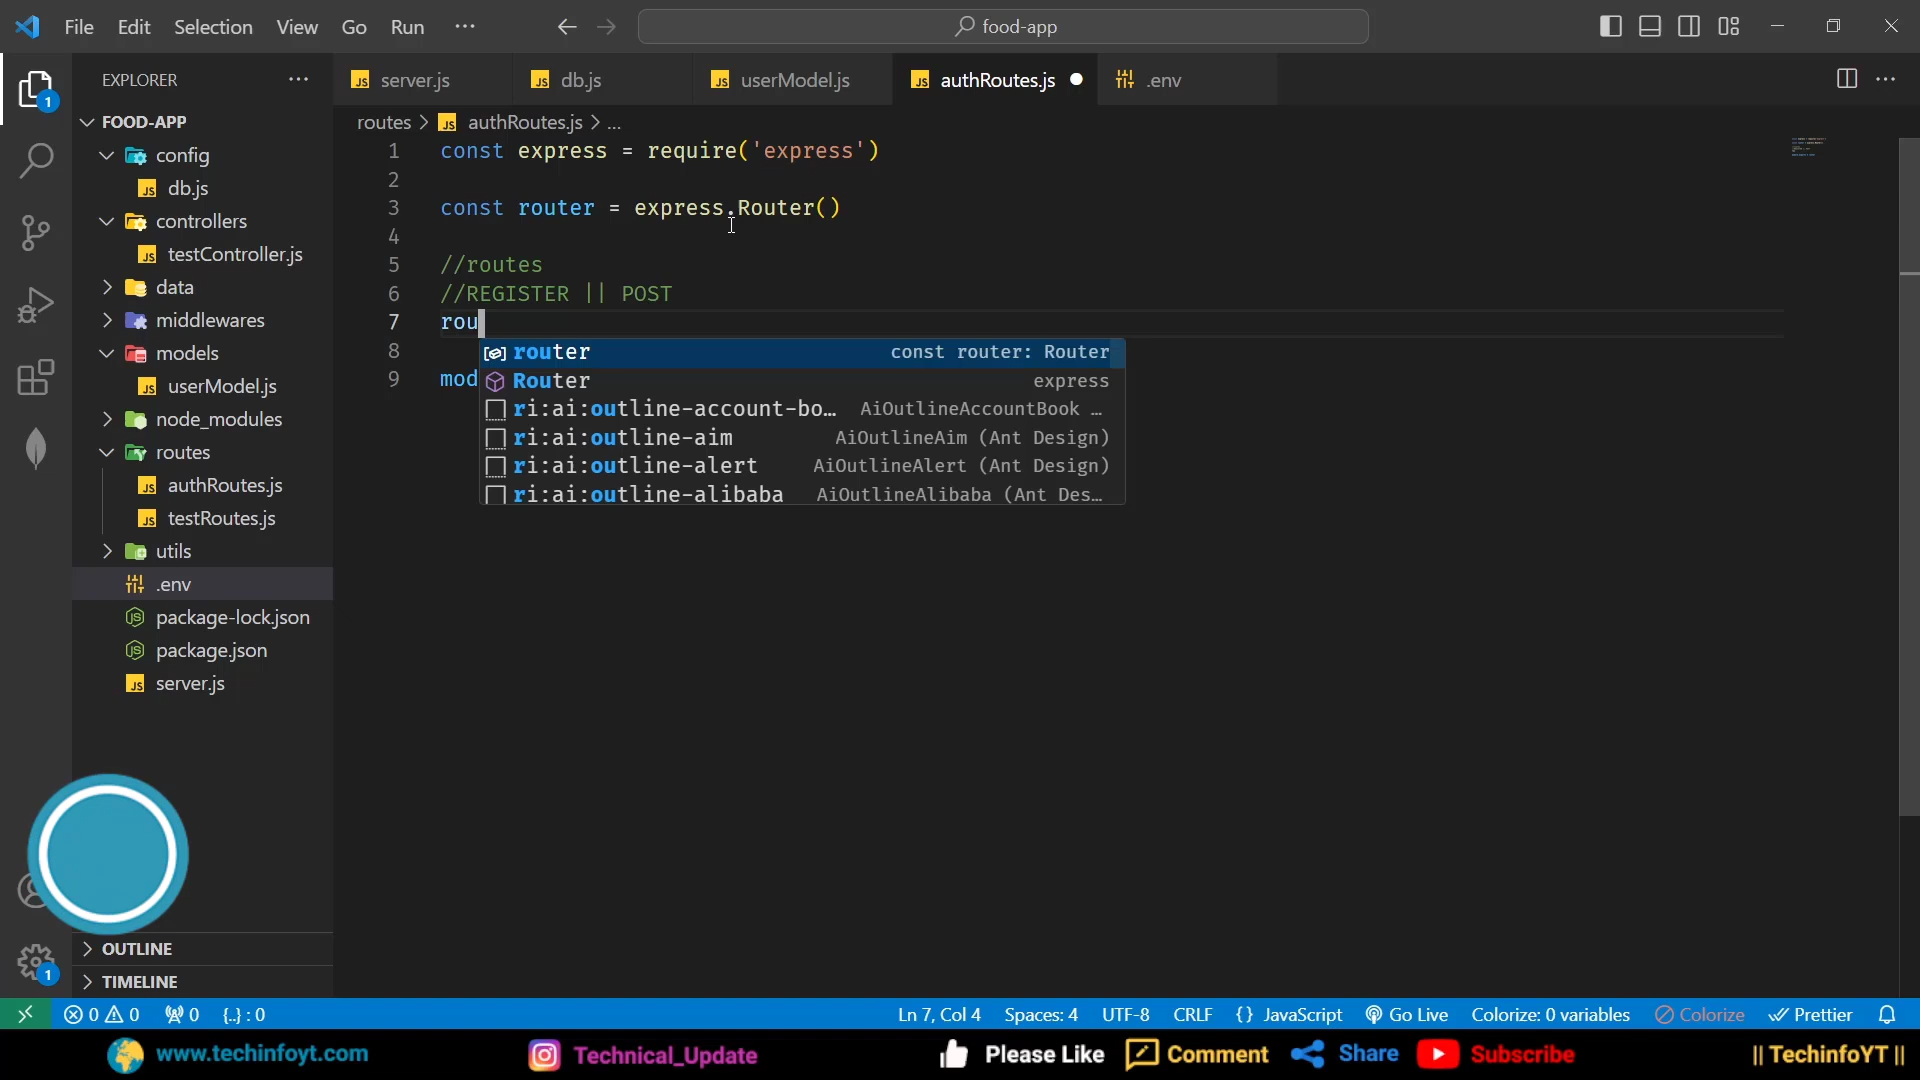 File Edit Selection View Go Run ··· food-app
EXPLORER ···
server.js db.js userModel.js authRoutes.js .env ···
FOOD-APP
config
db.js
controllers
testController.js
data
middlewares
models
userModel.js
node_modules
routes
authRoutes.js
testRoutes.js
utils
.env
package-lock.json
package.json
server.js
OUTLINE
TIMELINE
routes > authRoutes.js > ...
1 const express = require('express')
2
3 const router = express.Router()
4
5 //routes
6 //REGISTER || POST
7 rou
8
9 mod
router const router: Router
Router express
ri:ai:outline-account-bo… AiOutlineAccountBook …
ri:ai:outline-aim AiOutlineAim (Ant Design)
ri:ai:outline-alert AiOutlineAlert (Ant Design)
ri:ai:outline-alibaba AiOutlineAlibaba (Ant Des…
1
1
0 0 0 {..} : 0 Ln 7, Col 4 Spaces: 4 UTF-8 CRLF {} JavaScript Go Live Colorize: 0 variables Colorize Prettier
www.techinfoyt.com Technical_Update Please Like Comment Share Subscribe || TechinfoYT ||